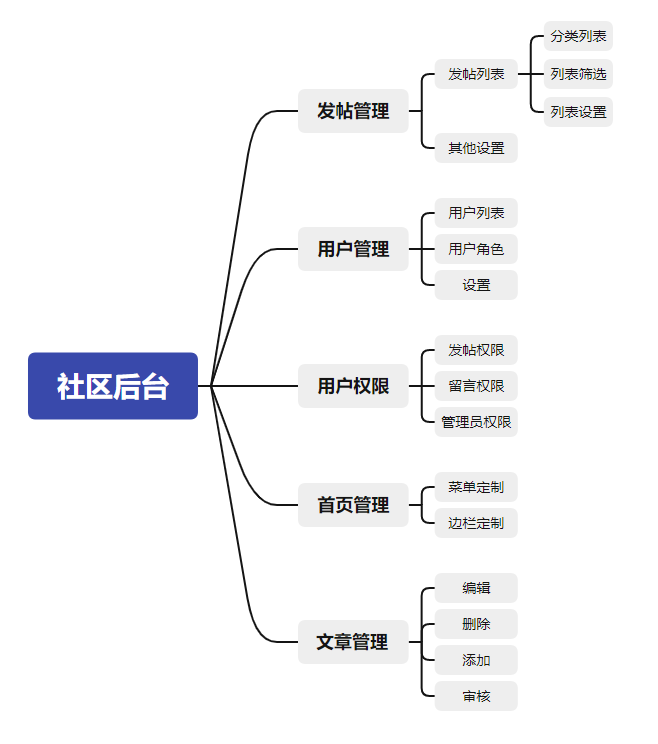 社区后台
发帖管理
发帖列表
分类列表
列表筛选
列表设置
其他设置
用户管理
用户列表
用户角色
设置
用户权限
发帖权限
留言权限
管理员权限
首页管理
菜单定制
边栏定制
文章管理
编辑
删除
添加
审核